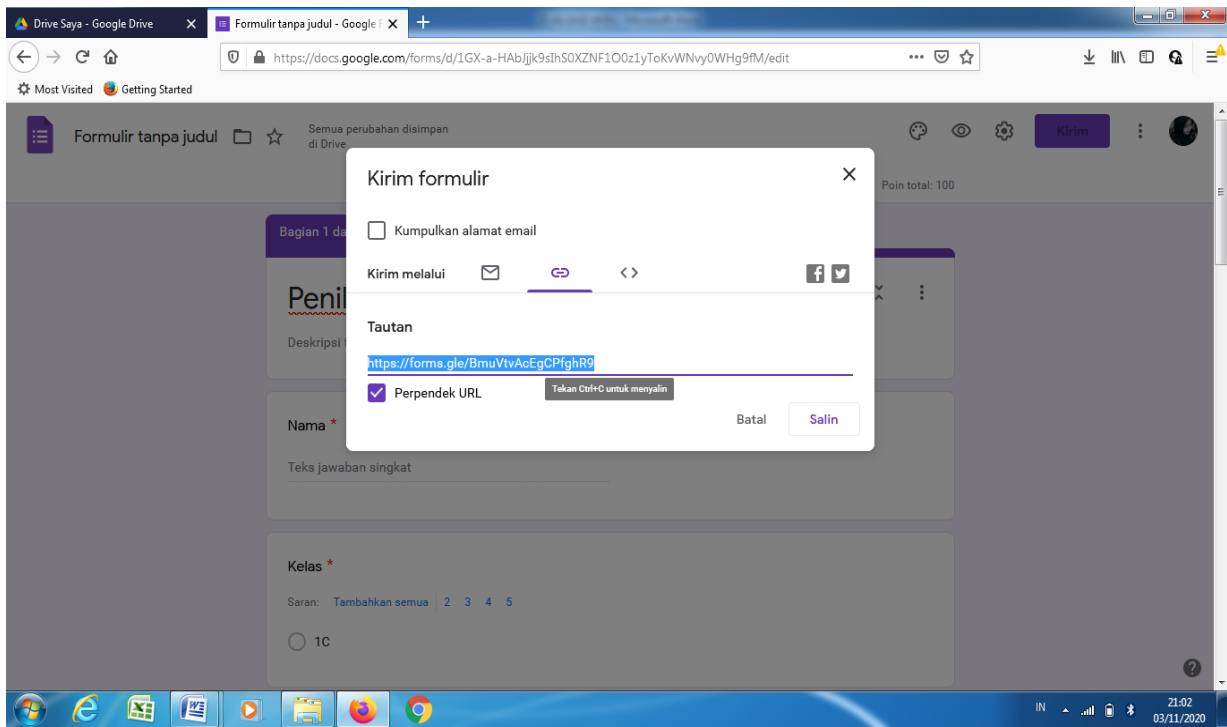 Drive Saya - Google Drive
Formulir tanpa judul - Google F
https://docs.google.com/forms/d/1GX-a-HAbJjjk9sIhS0XZNF1O0z1yToKvWNvy0WHg9fM/edit
Most Visited
Getting Started
Formulir tanpa judul
Semua perubahan disimpan
di Drive
Kirim
Poin total: 100
Kirim formulir
Bagian 1 da
Kumpulkan alamat email
Kirim melalui
Penil
Deskripsi
Tautan
https://forms.gle/BmuVtvAcEgCPfghR9
Tekan Ctrl+C untuk menyalin
Perpendek URL
Batal
Salin
Nama *
Teks jawaban singkat
Kelas *
Saran: Tambahkan semua 2 3 4 5
1C
IN
21:02
03/11/2020